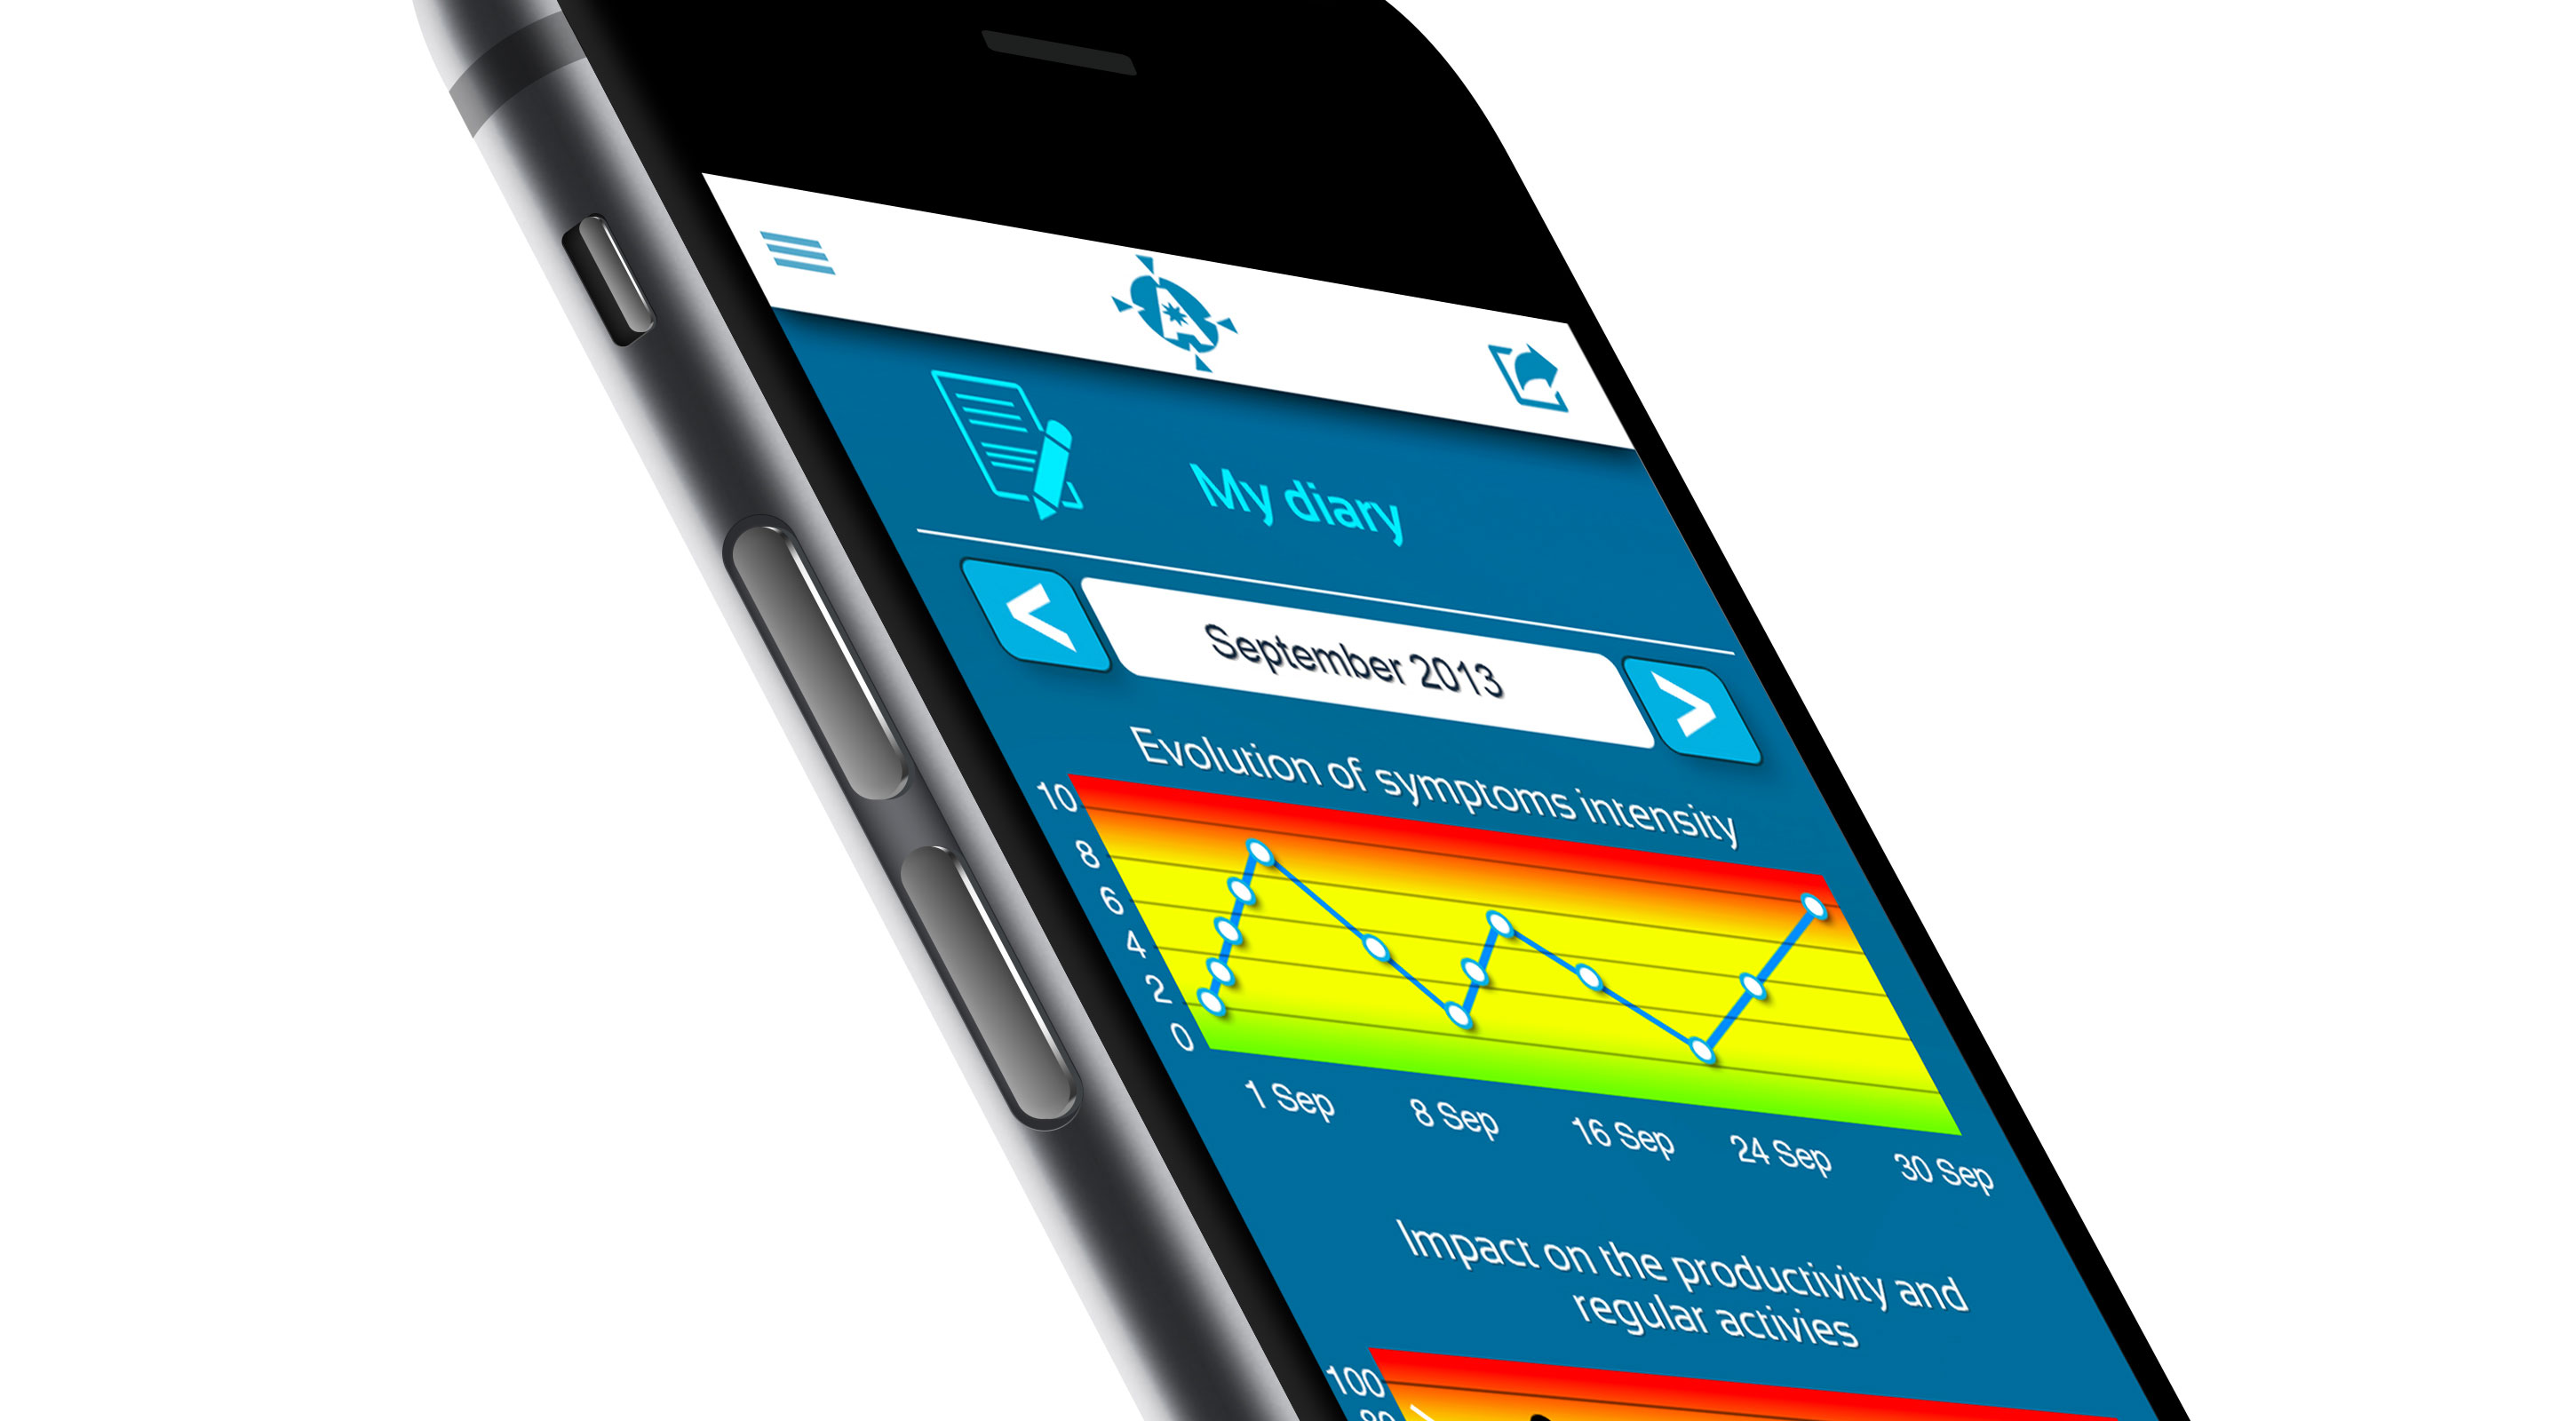 A
My diary
<
September 2013
>
Evolution of symptoms intensity
10
8
6
4
2
0
1 Sep
8 Sep
16 Sep
24 Sep
30 Sep
Impact on the productivity and
regular activies
100